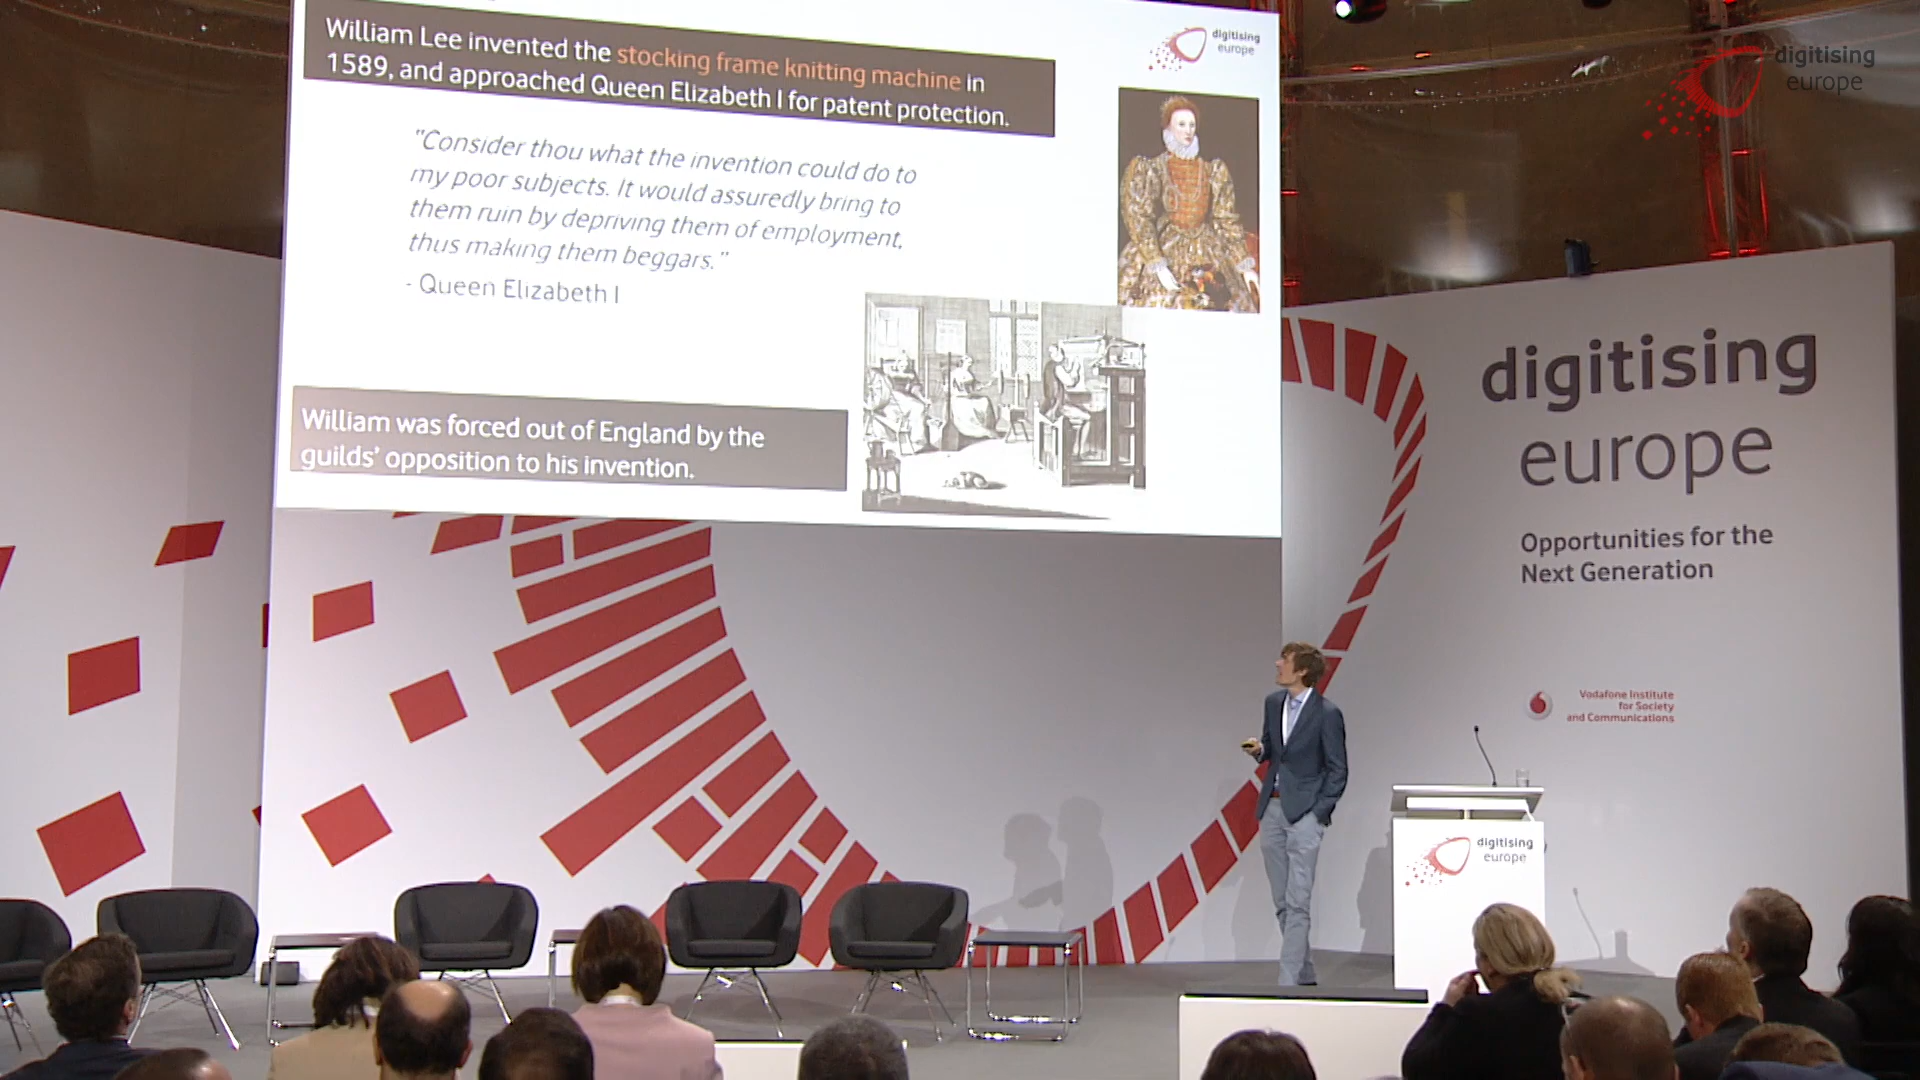 William Lee invented the stocking frame knitting machine in
1589, and approached Queen Elizabeth I for patent protection.
digitising
europe
"Consider thou what the invention could do to
my poor subjects. It would assuredly bring to
them ruin by depriving them of employment,
thus making them beggars."
- Queen Elizabeth I
William was forced out of England by the
guilds' opposition to his invention.
digitising
europe
digitising
europe
Opportunities for the
Next Generation
Vodafone Institute
for Society
and Communications
digitising
europe